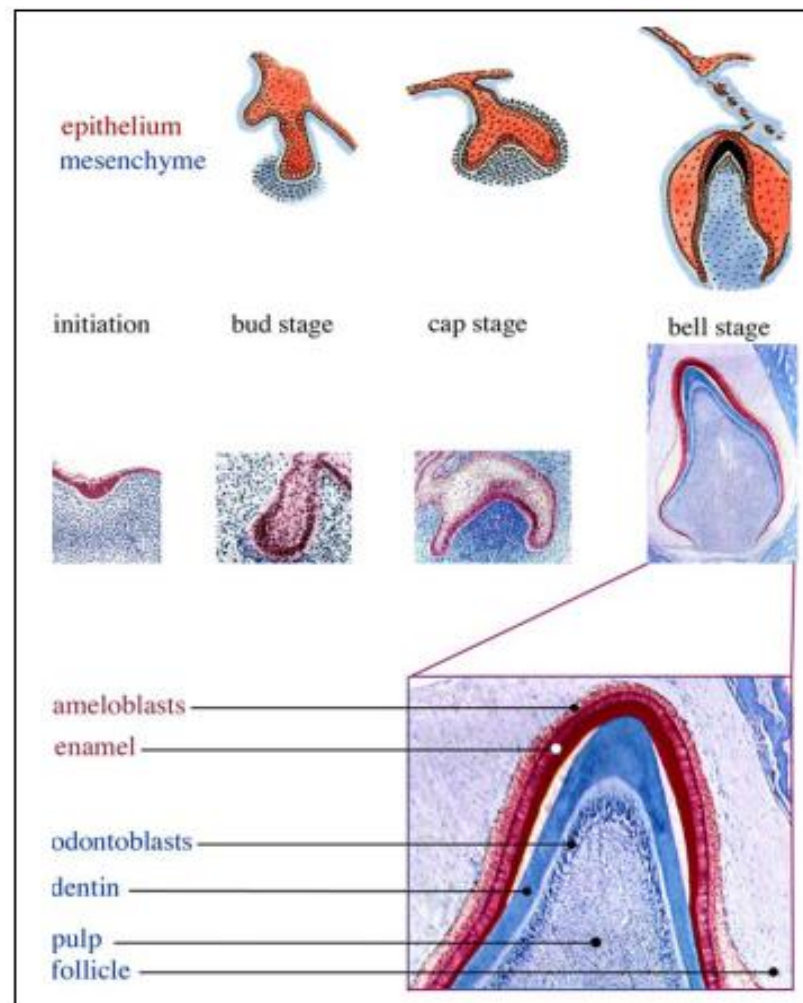 epithelium
mesenchyme
initiation bud stage cap stage bell stage
ameloblasts
enamel
odontoblasts
dentin
pulp
follicle